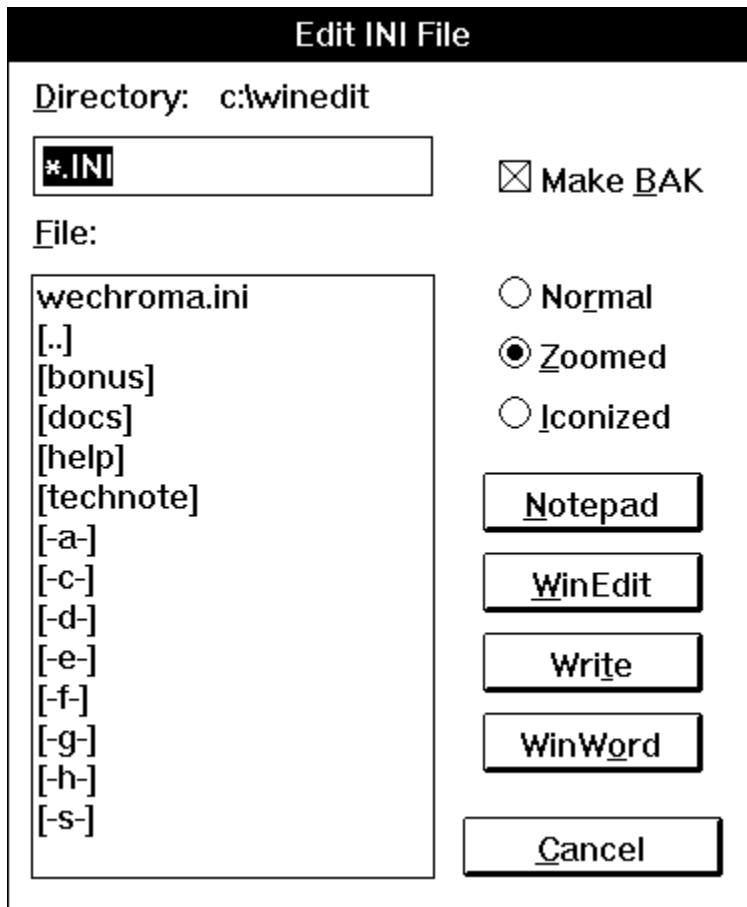 Edit INI File
Directory: c:\winedit
*.INI
Make BAK
File:
wechroma.ini
[..]
[bonus]
[docs]
[help]
[technote]
[-a-]
[-c-]
[-d-]
[-e-]
[-f-]
[-g-]
[-h-]
[-s-]
Normal
Zoomed
Iconized
Notepad
WinEdit
Write
WinWord
Cancel